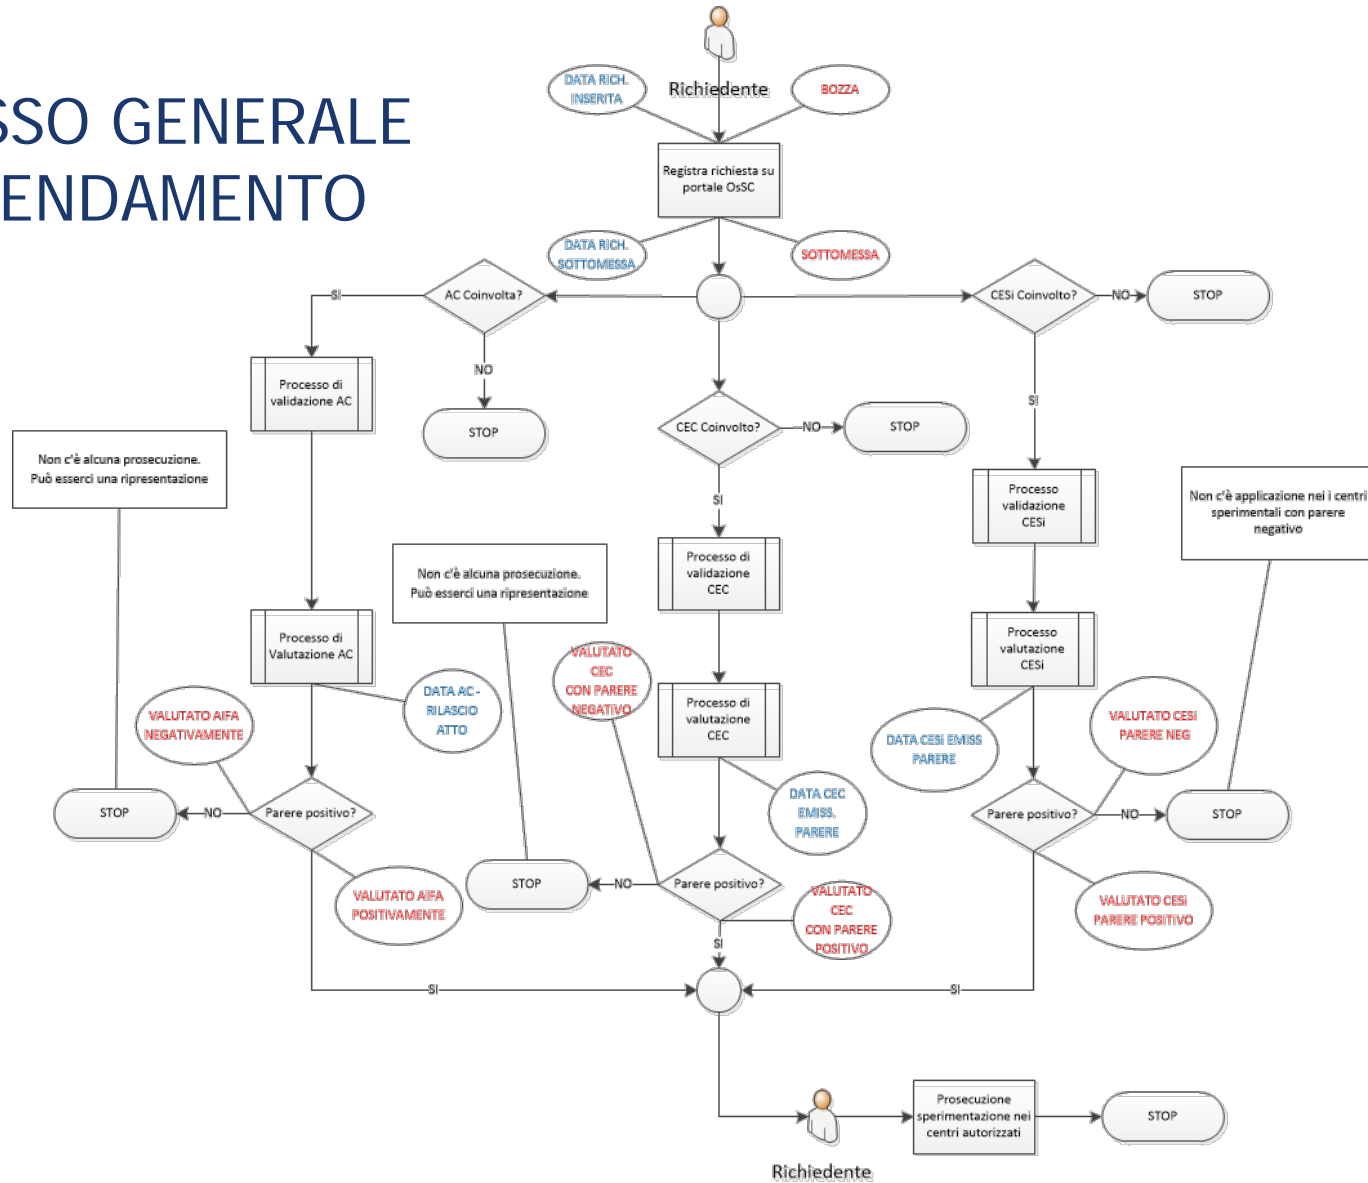 SSO GENERALE
ENDAMENTO
Richiedente
DATA RICH.
INSERITA
BOZZA
Registra richiesta su
portale OsSC
DATA RICH.
SOTTOMESSA
SOTTOMESSA
SI
AC Coinvolta?
CESi Coinvolto?
NO
STOP
NO
STOP
Processo di
validazione AC
SI
CEC Coinvolto?
NO
STOP
Non c'è alcuna prosecuzione.
Può esserci una ripresentazione
SI
Processo
validazione
CESi
Non c'è applicazione nei i centri
sperimentali con parere
negativo
Processo di
validazione
CEC
Non c'è alcuna prosecuzione.
Può esserci una ripresentazione
Processo di
Valutazione AC
Processo
valutazione
CESi
VALUTATO
CEC
CON PARERE
NEGATIVO
DATA AC -
RILASCIO
ATTO
Processo di
valutazione
CEC
VALUTATO AIFA
NEGATIVAMENTE
DATA CESi EMISS
PARERE
VALUTATO CESi
PARERE NEG
DATA CEC
EMISS.
PARERE
STOP
NO
Parere positivo?
Parere positivo?
NO
STOP
STOP
NO
Parere positivo?
VALUTATO AIFA
POSITIVAMENTE
VALUTATO
CEC
CON PARERE
POSITIVO
VALUTATO CESi
PARERE POSITIVO
SI
SI
SI
Richiedente
Prosecuzione
sperimentazione nei
centri autorizzati
STOP